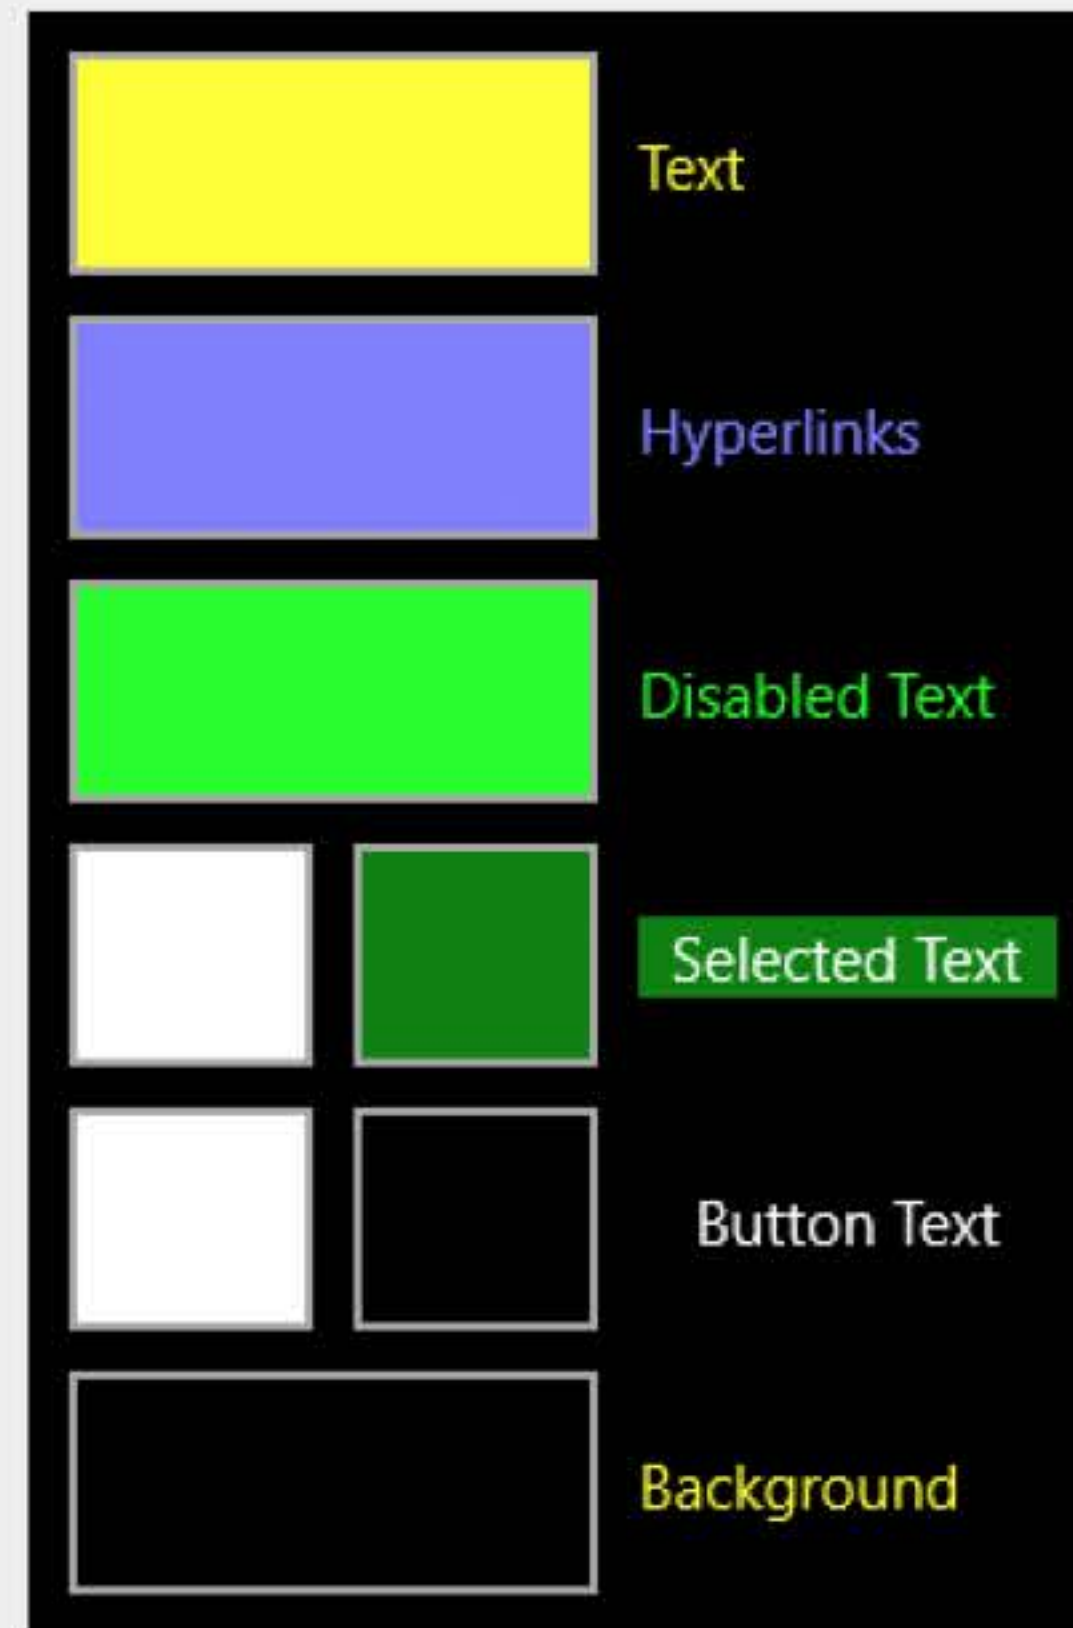 Text
Hyperlinks
Disabled Text
Selected Text
Button Text
Background